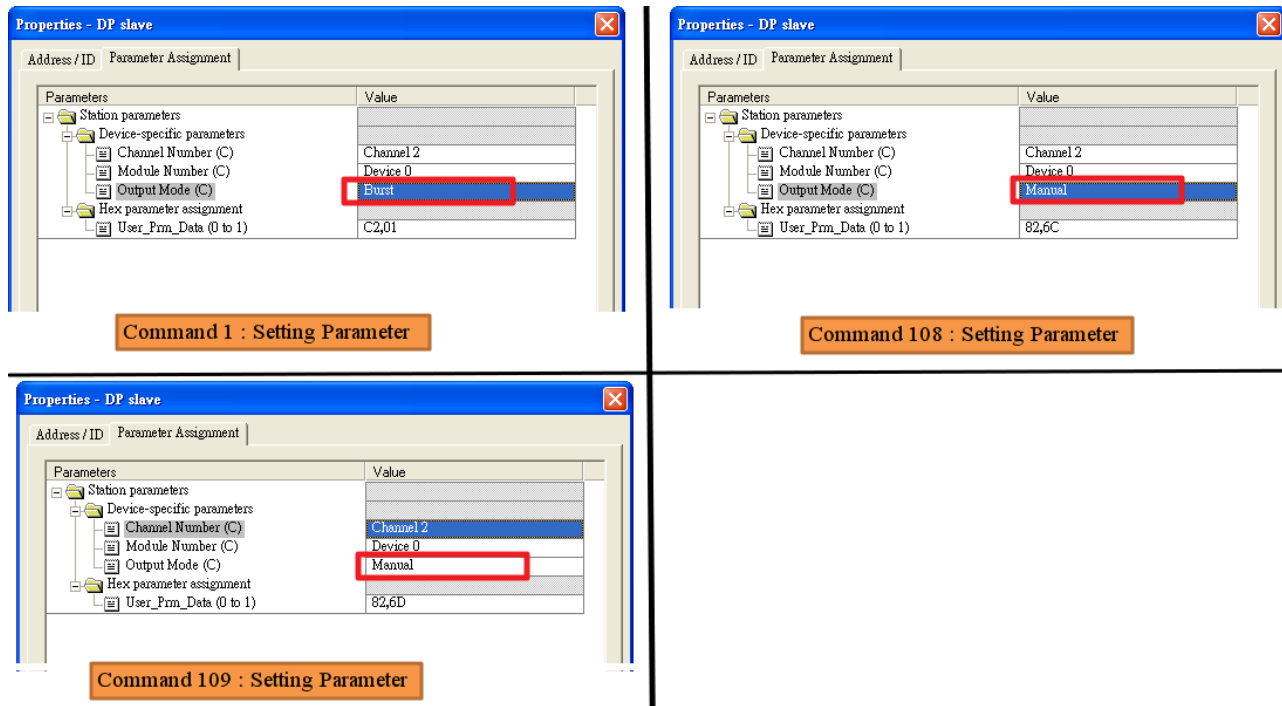 Properties - DP slave
Address / ID Parameter Assignment
Parameters Value
Station parameters
Device-specific parameters
Channel Number (C) Channel 2
Module Number (C) Device 0
Output Mode (C) Burst
Hex parameter assignment
User_Prm_Data (0 to 1) C2,01
Command 1 : Setting Parameter
Properties - DP slave
Address / ID Parameter Assignment
Parameters Value
Station parameters
Device-specific parameters
Channel Number (C) Channel 2
Module Number (C) Device 0
Output Mode (C) Manual
Hex parameter assignment
User_Prm_Data (0 to 1) 82,6C
Command 108 : Setting Parameter
Properties - DP slave
Address / ID Parameter Assignment
Parameters Value
Station parameters
Device-specific parameters
Channel Number (C) Channel 2
Module Number (C) Device 0
Output Mode (C) Manual
Hex parameter assignment
User_Prm_Data (0 to 1) 82,6D
Command 109 : Setting Parameter